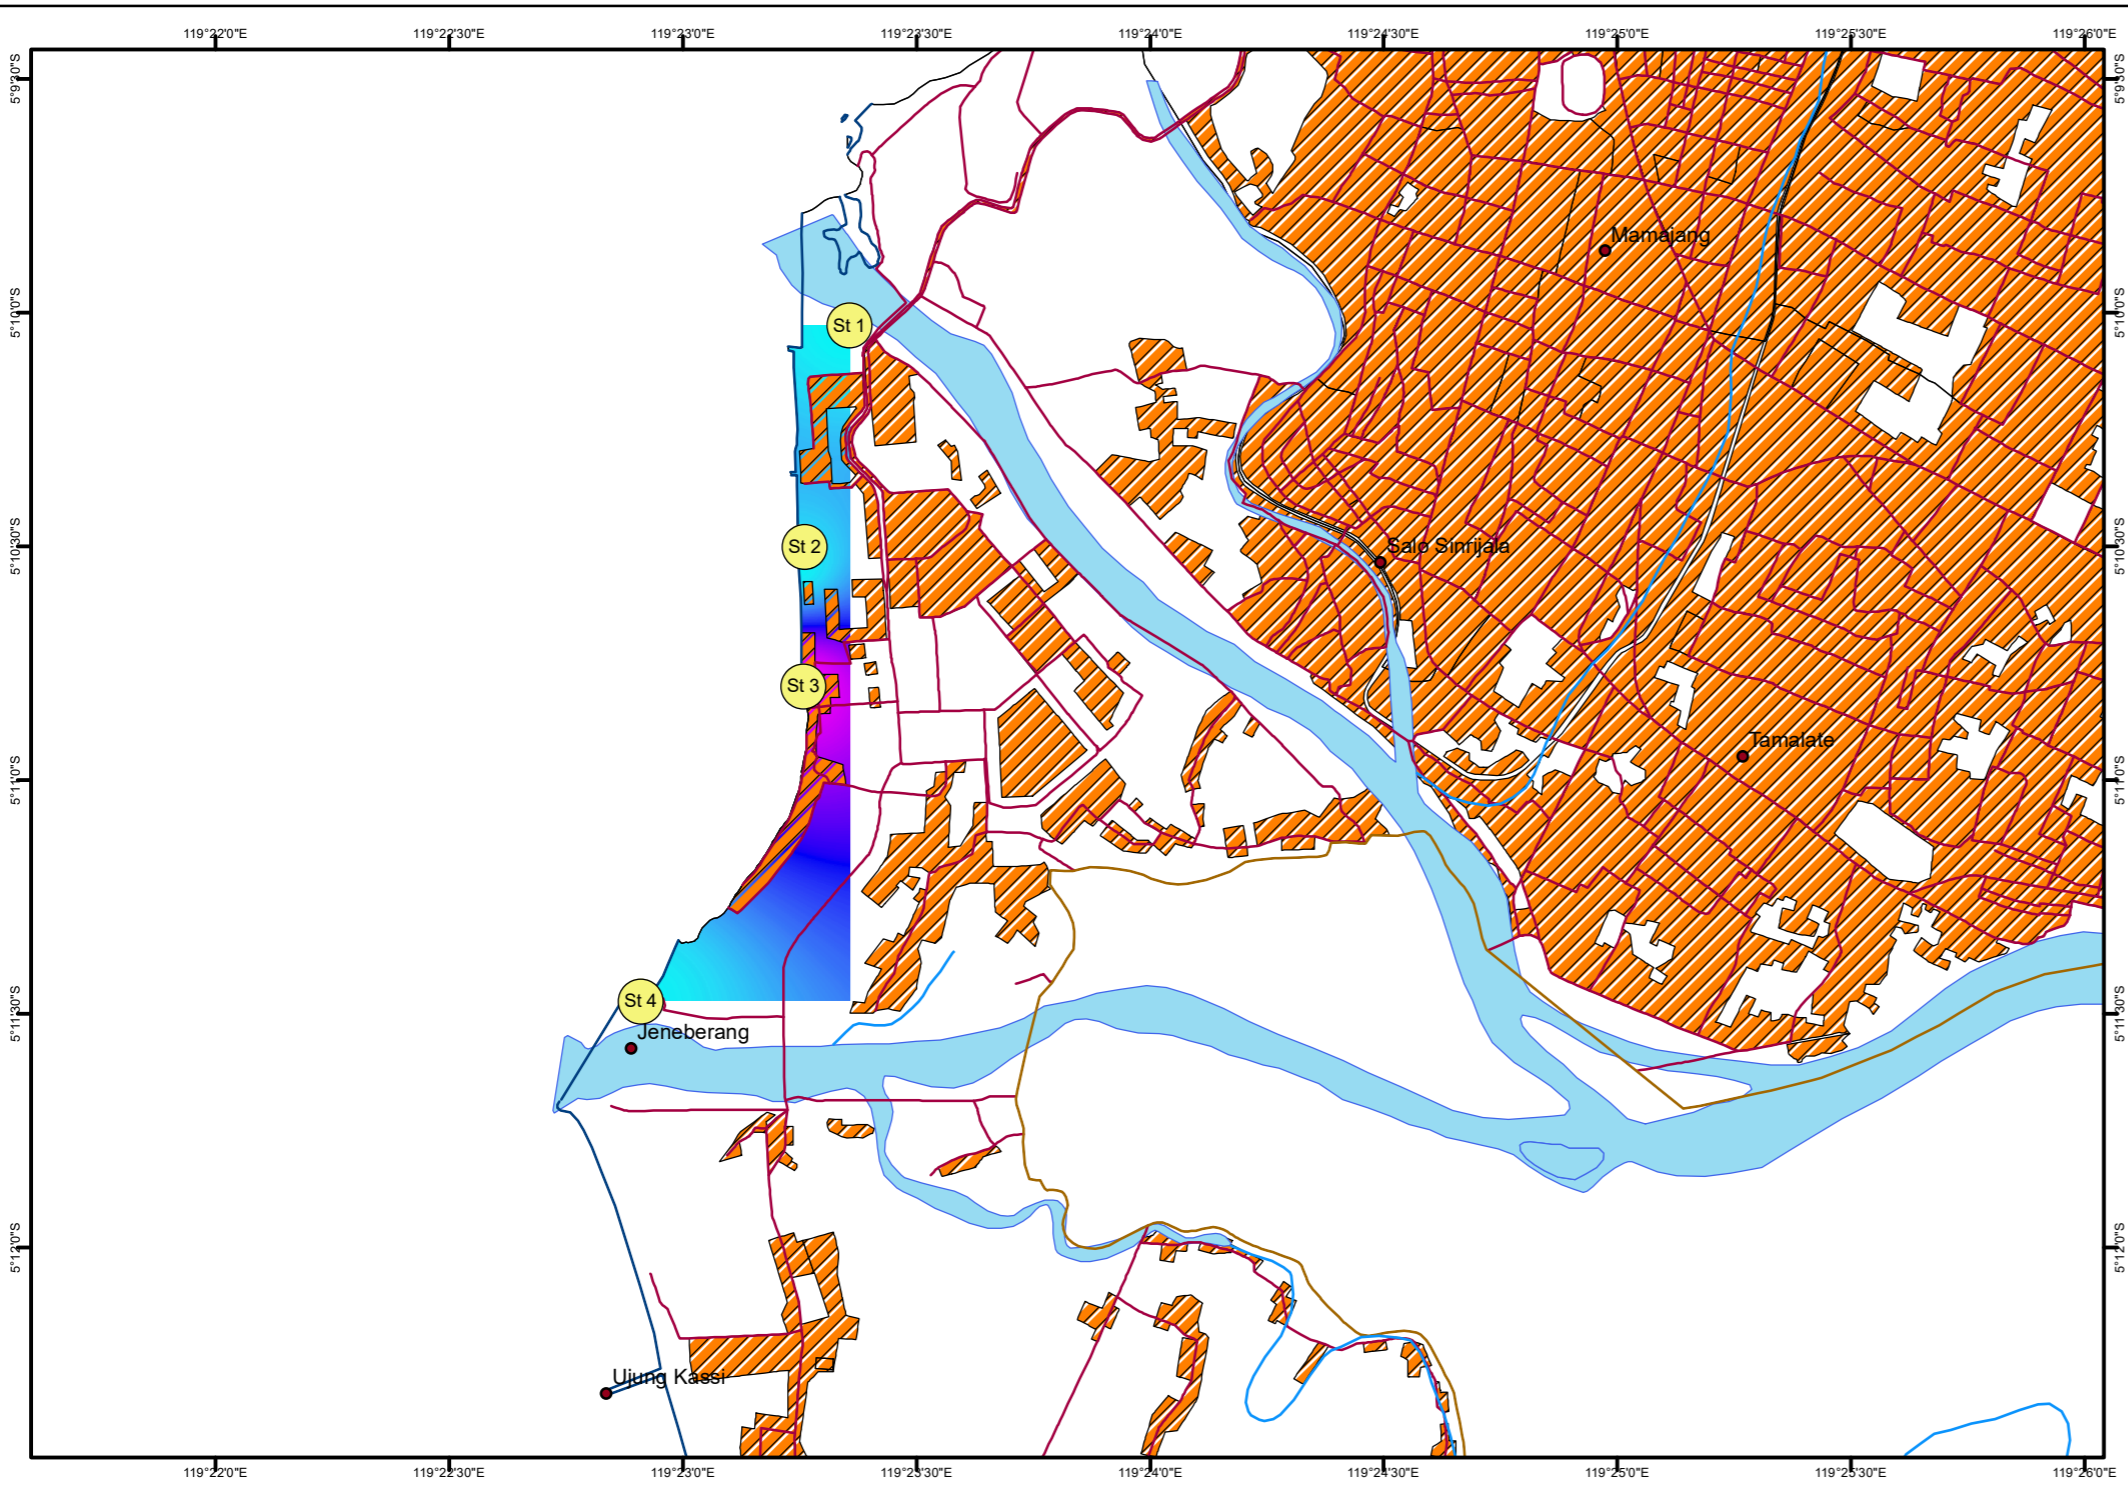 119°22'0"E 119°22'30"E 119°23'0"E 119°23'30"E 119°24'0"E 119°24'30"E 119°25'0"E 119°25'30"E 119°26'0"E
5°9'30"S 5°9'30"S
Mamajang
5°10'0"S St 1 5°10'0"S
5°10'30"S St 2 Salo Sinrijala 5°10'30"S
St 3
Tamalate
5°11'0"S 5°11'0"S
St 4
5°11'30"S 5°11'30"S
Jeneberang
5°12'0"S 5°12'0"S
Ujung Kassi
119°22'0"E 119°22'30"E 119°23'0"E 119°23'30"E 119°24'0"E 119°24'30"E 119°25'0"E 119°25'30"E 119°26'0"E